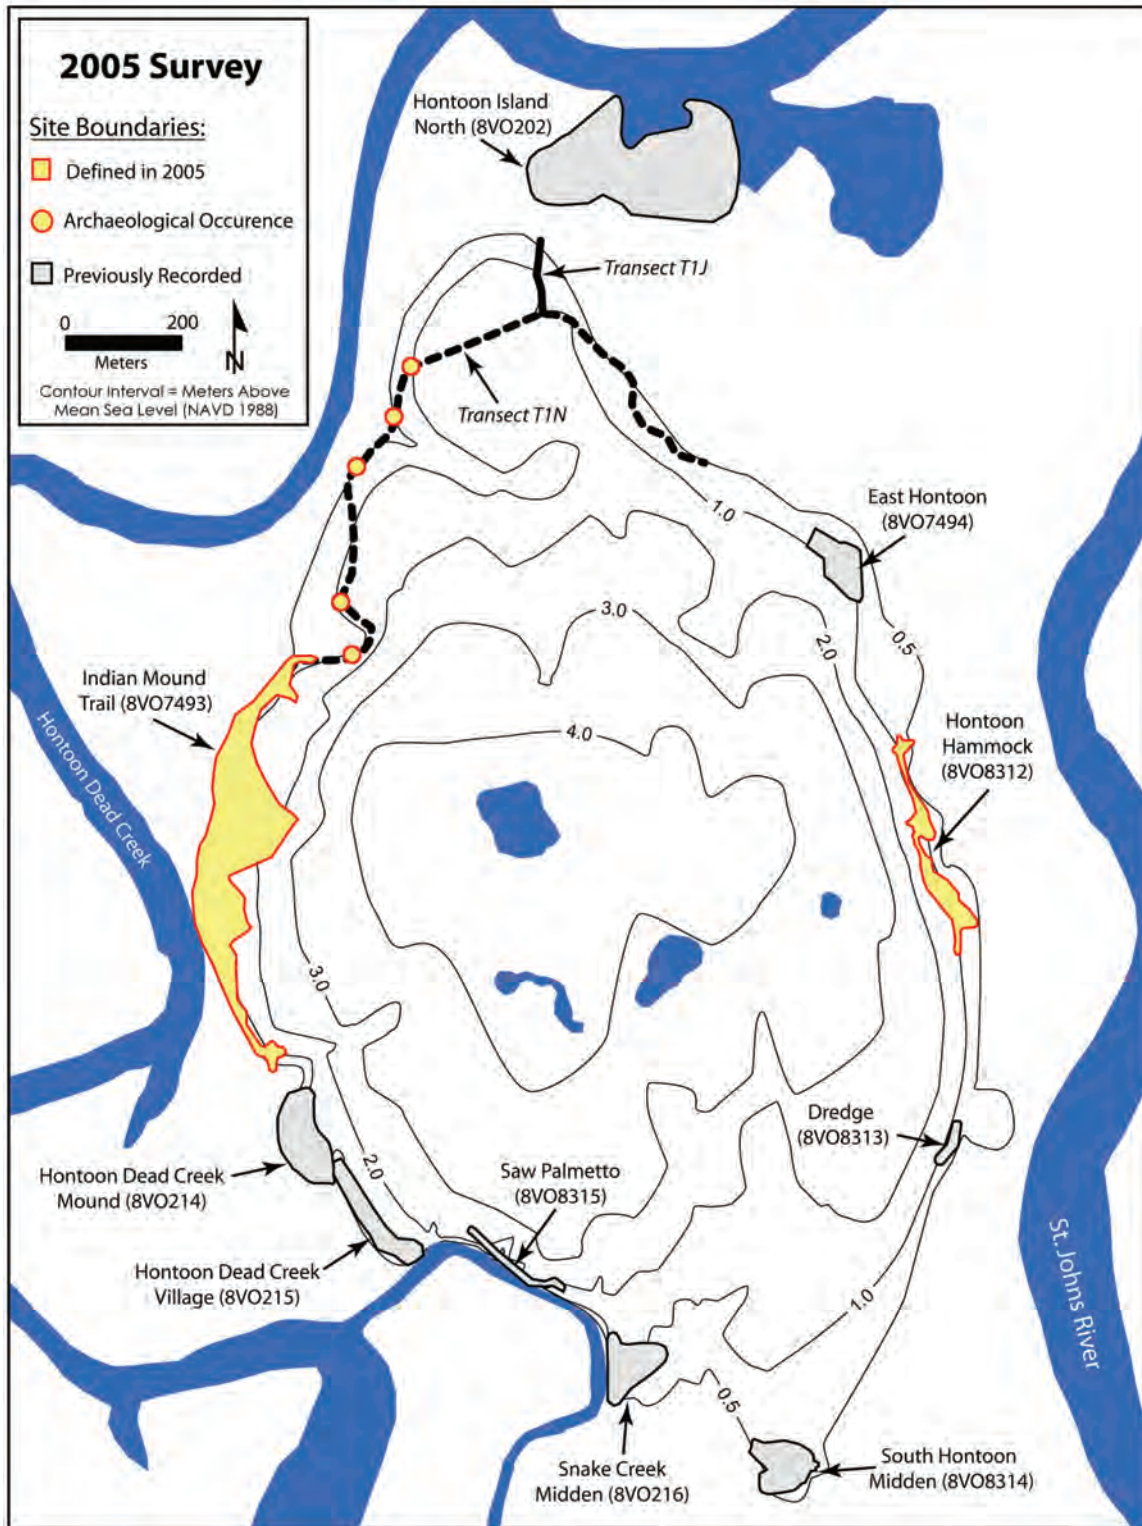 2005 Survey
Site Boundaries:
Defined in 2005
Archaeological Occurence
Previously Recorded
0 200
Meters
N
Contour Interval = Meters Above
Mean Sea Level (NAVD 1988)
Hontoon Island
North (8VO202)
Transect T1J
Transect T1N
1.0
East Hontoon
(8VO7494)
3.0
2.0
0.5
Indian Mound
Trail (8VO7493)
Hontoon Dead Creek
4.0
Hontoon
Hammock
(8VO8312)
3.0
Dredge
(8VO8313)
2.0
Hontoon Dead Creek
Mound (8VO214)
Saw Palmetto
(8VO8315)
Hontoon Dead Creek
Village (8VO215)
1.0
St. Johns River
0.5
Snake Creek
Midden (8VO216)
South Hontoon
Midden (8VO8314)